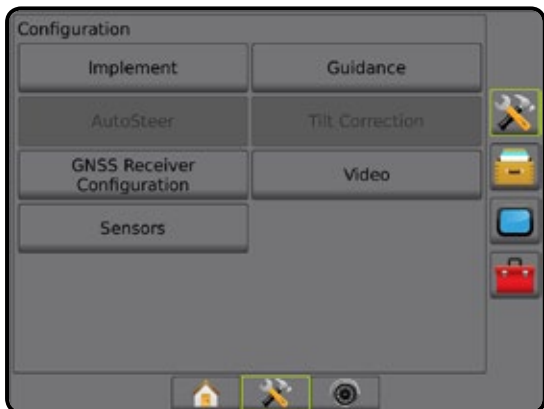 Configuration
Implement
Guidance
AutoSteer
Tilt Correction
GNSS Receiver
Configuration
Video
Sensors